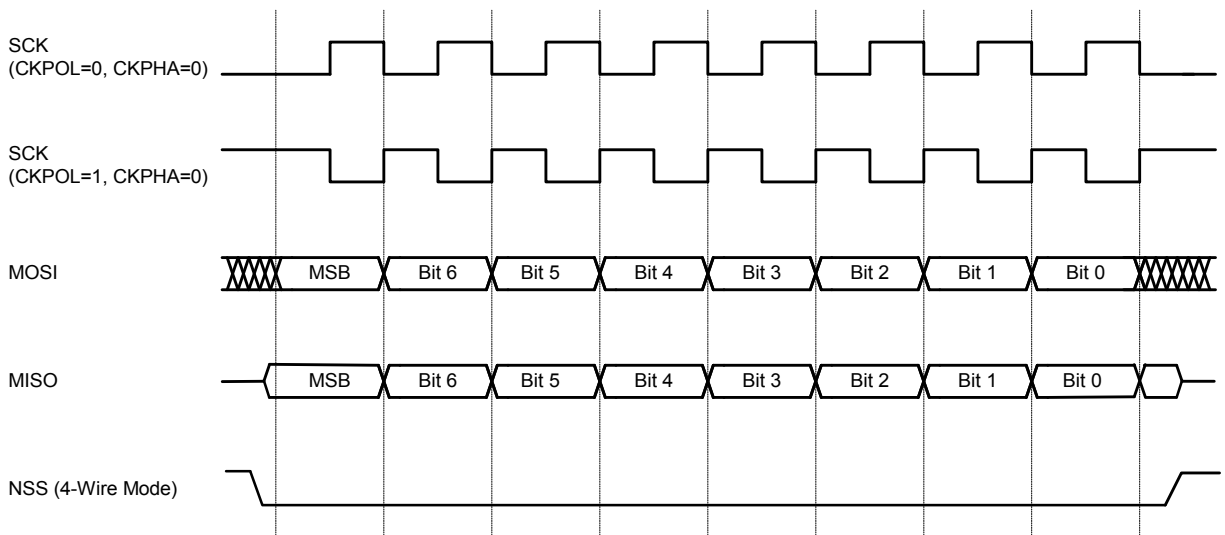 SCK
(CKPOL=0, CKPHA=0)
SCK
(CKPOL=1, CKPHA=0)
MOSI MSB Bit 6 Bit 5 Bit 4 Bit 3 Bit 2 Bit 1 Bit 0
MISO MSB Bit 6 Bit 5 Bit 4 Bit 3 Bit 2 Bit 1 Bit 0
NSS (4-Wire Mode)